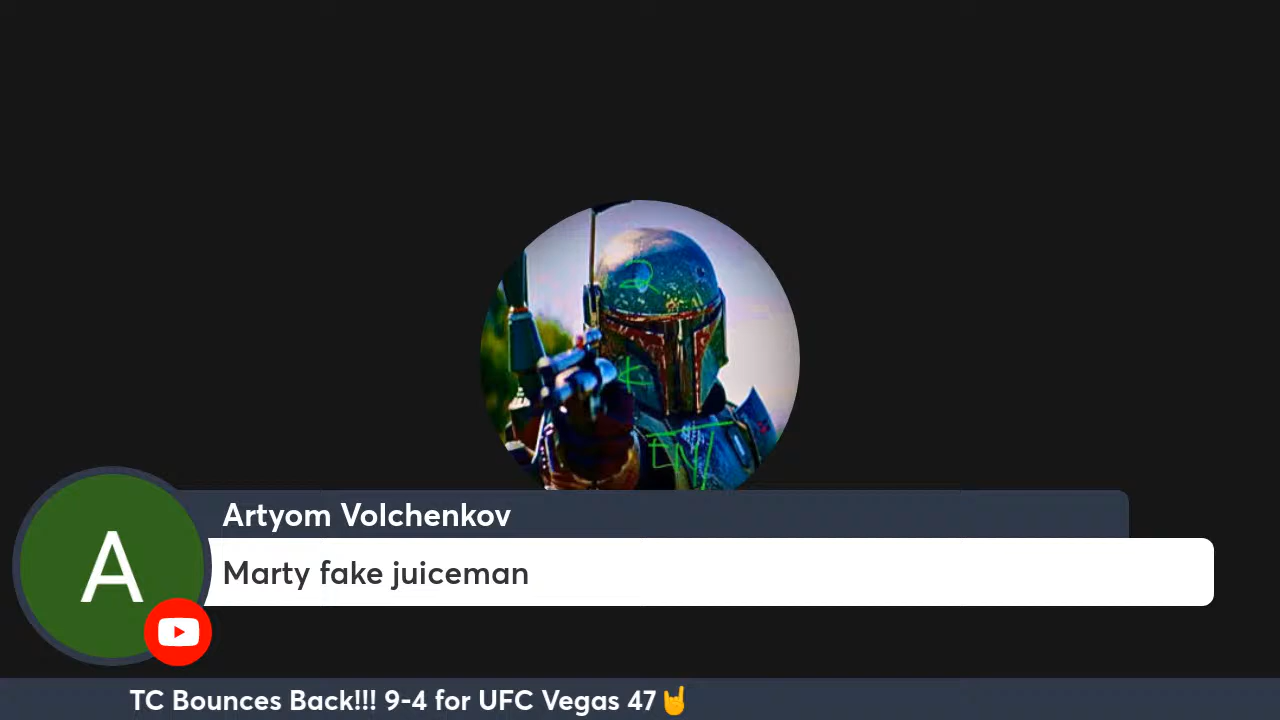 Artyom Volchenkov
A
Marty fake juiceman
TC Bounces Back!!! 9-4 for UFC Vegas 47🤘